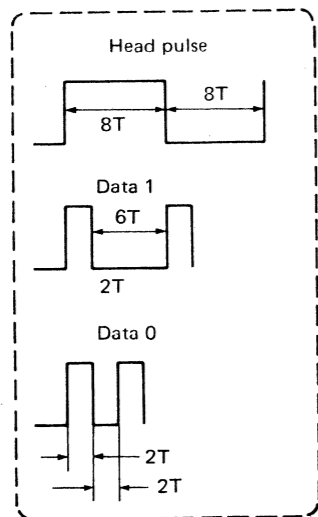 Head pulse
8T
8T
Data 1
6T
2T
Data 0
2T
2T